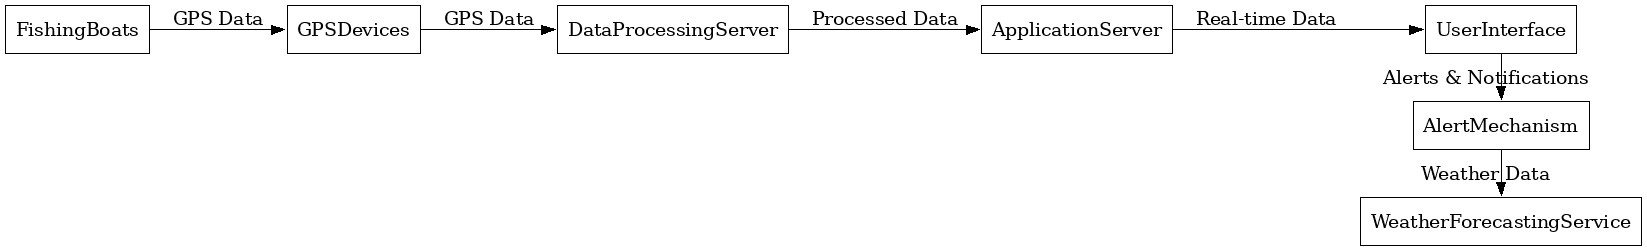 FishingBoats
GPS Data
GPSDevices
GPS Data
DataProcessingServer
Processed Data
ApplicationServer
Real-time Data
UserInterface
Alerts & Notifications
AlertMechanism
Weather Data
WeatherForecastingService